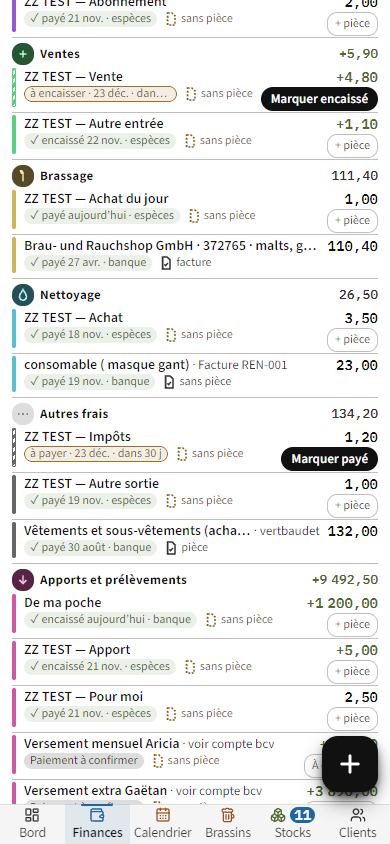 ZZ TEST — Abonnement 2,00
✓ payé 21 nov. · espèces sans pièce + pièce
Ventes +5,90
ZZ TEST — Vente +4,80
à encaisser · 23 déc. · dan… sans pièce Marquer encaissé
ZZ TEST — Autre entrée +1,10
✓ encaissé 22 nov. · espèces sans pièce + pièce
Brassage 111,40
ZZ TEST — Achat du jour 1,00
✓ payé aujourd'hui · espèces sans pièce + pièce
Brau- und Rauchshop GmbH · 372765 · malts, g… 110,40
✓ payé 27 avr. · banque facture
Nettoyage 26,50
ZZ TEST — Achat 3,50
✓ payé 18 nov. · espèces sans pièce + pièce
consomable ( masque gant) · Facture REN-001 23,00
✓ payé 19 nov. · banque sans pièce
Autres frais 134,20
ZZ TEST — Impôts 1,20
à payer · 23 déc. · dans 30 j sans pièce Marquer payé
ZZ TEST — Autre sortie 1,00
✓ payé 19 nov. · espèces sans pièce + pièce
Vêtements et sous-vêtements (acha… · vertbaudet 132,00
✓ payé 30 août · banque pièce
Apports et prélèvements +9 492,50
De ma poche +1 200,00
✓ encaissé aujourd'hui · banque sans pièce + pièce
ZZ TEST — Apport +5,00
✓ encaissé 21 nov. · espèces sans pièce + pièce
ZZ TEST — Pour moi 2,50
✓ payé 21 nov. · espèces sans pièce + pièce
Versement mensuel Aricia · voir compte bcv
Paiement à confirmer sans pièce
Versement extra Gaëtan · voir compte bcv
Bord Finances Calendrier Brassins Stocks 11 Clients